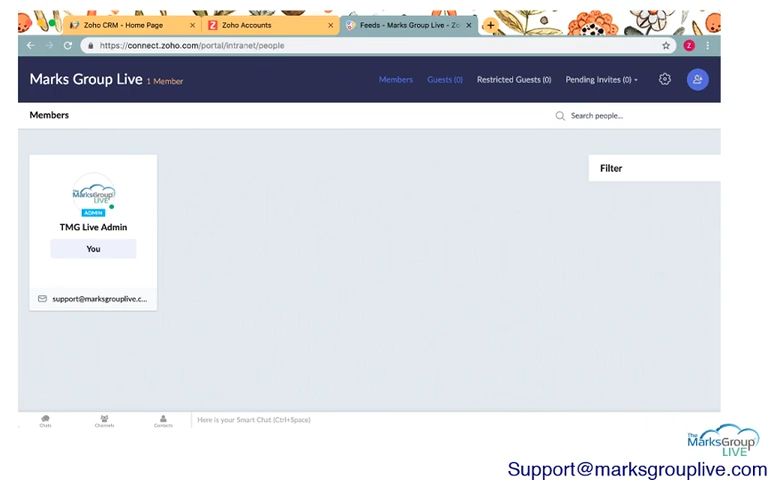 Zoho CRM - Home Page
Zoho Accounts
Feeds - Marks Group Live - Zo
https://connect.zoho.com/portal/intranet/people
Z
Marks Group Live 1 Member
Members
Guests (0)
Restricted Guests (0)
Pending Invites (0)
Members
Search people...
Filter
The MarksGroup LIVE
ADMIN
TMG Live Admin
You
support@marksgrouplive.c...
Chats
Channels
Contacts
Here is your Smart Chat (Ctrl+Space)
The
MarksGroup
LIVE
Support@marksgrouplive.com